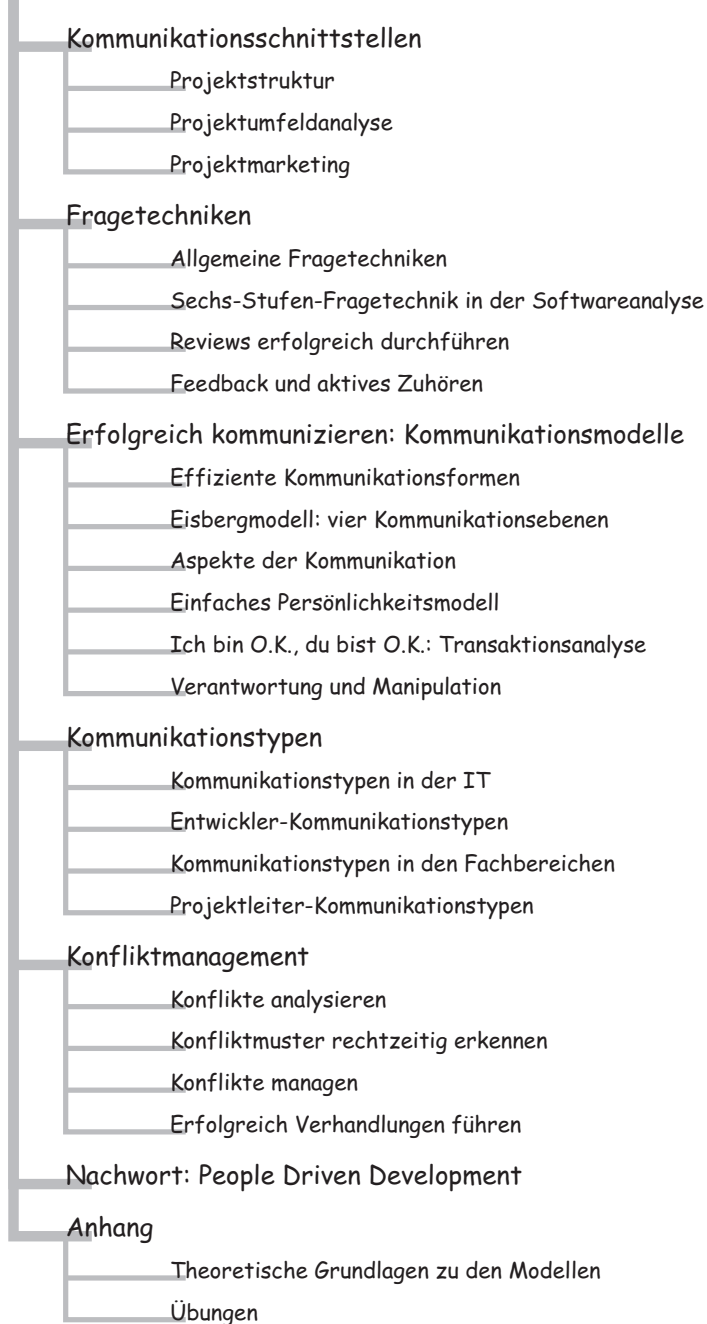 Kommunikationsschnittstellen
Projektstruktur
Projektumfeldanalyse
Projektmarketing
Fragetechniken
Allgemeine Fragetechniken
Sechs-Stufen-Fragetechnik in der Softwareanalyse
Reviews erfolgreich durchführen
Feedback und aktives Zuhören
Erfolgreich kommunizieren: Kommunikationsmodelle
Effiziente Kommunikationsformen
Eisbergmodell: vier Kommunikationsebenen
Aspekte der Kommunikation
Einfaches Persönlichkeitsmodell
Ich bin O.K., du bist O.K.: Transaktionsanalyse
Verantwortung und Manipulation
Kommunikationstypen
Kommunikationstypen in der IT
Entwickler-Kommunikationstypen
Kommunikationstypen in den Fachbereichen
Projektleiter-Kommunikationstypen
Konfliktmanagement
Konflikte analysieren
Konfliktmuster rechtzeitig erkennen
Konflikte managen
Erfolgreich Verhandlungen führen
Nachwort: People Driven Development
Anhang
Theoretische Grundlagen zu den Modellen
Übungen